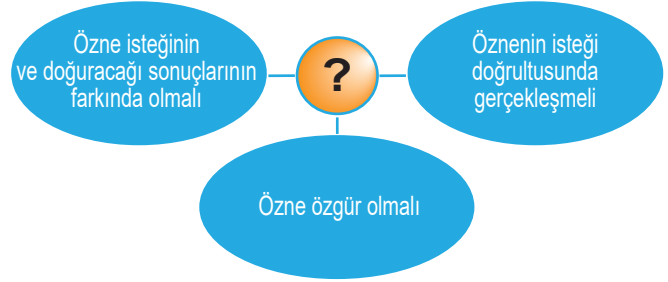 Özne isteğinin
ve doğuracağı sonuçlarının
farkında olmalı
?
Öznenin isteği
doğrultusunda
gerçekleşmeli
Özne özgür olmalı